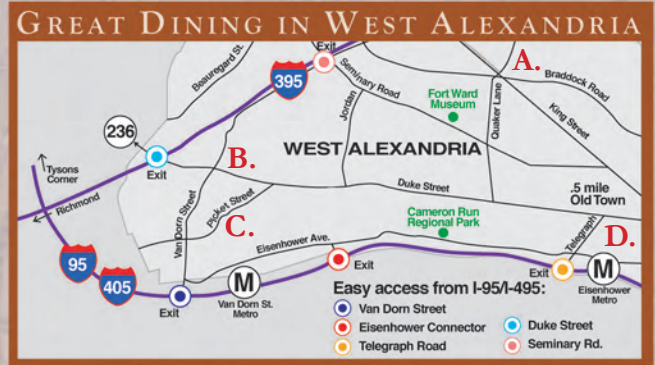 GREAT DINING IN WEST ALEXANDRIA
Beauregard St.
Exit
395
Seminary Road
A.
Braddock Road
Fort Ward
Museum
Jordan
Quaker Lane
King Street
236
WEST ALEXANDRIA
B.
Exit
Tysons
Corner
Richmond
Duke Street
.5 mile
Old Town
Van Dorn Street
Picket Street
C.
Cameron Run
Regional Park
Telegraph
D.
Eisenhower Ave.
95
405
M
Van Dorn St.
Metro
Exit
Exit
Exit
M
Eisenhower
Metro
Easy access from I-95/I-495:
Van Dorn Street
Eisenhower Connector
Duke Street
Telegraph Road
Seminary Rd.